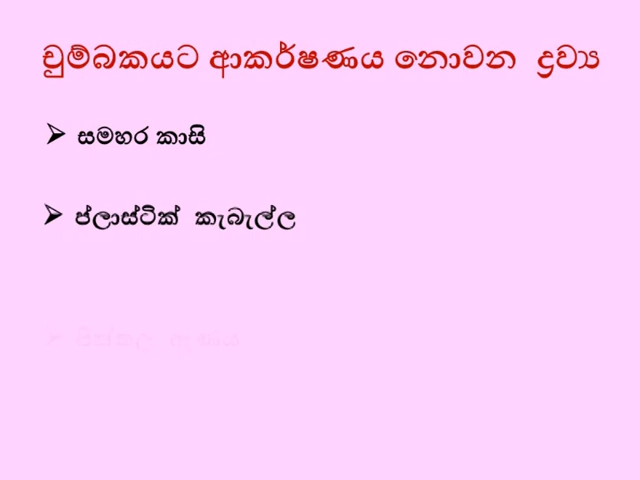 චුම්බකයට ආකර්ෂණය නොවන ද්‍රව්‍ය
➢ සමහර කාසි
➢ ප්ලාස්ටික් කැබැල්ල